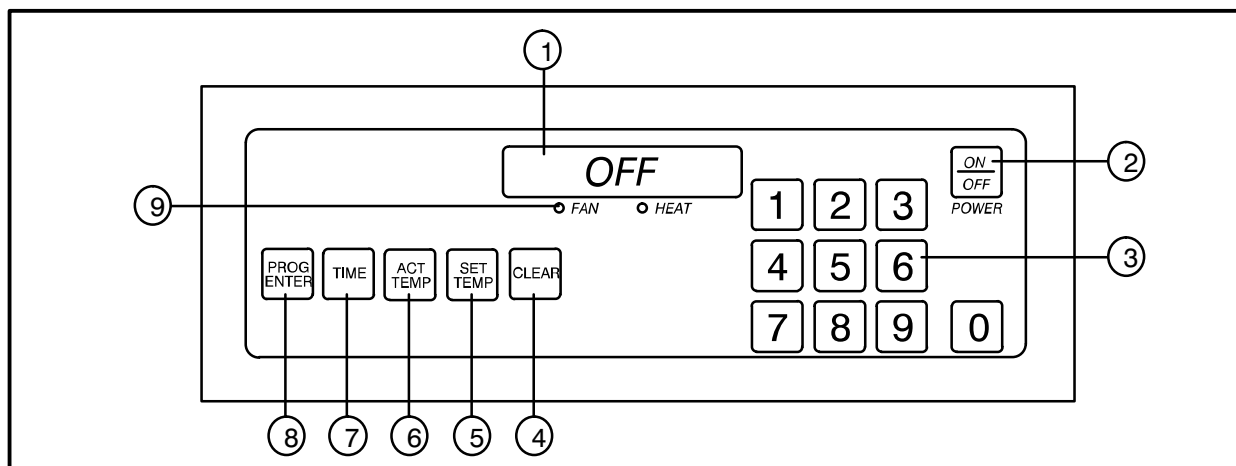 1
OFF
2
ON
OFF
POWER
9
FAN HEAT
1 2 3
4 5 6
3
PROG
ENTER
TIME
ACT
TEMP
SET
TEMP
CLEAR
7 8 9 0
8 7 6 5 4